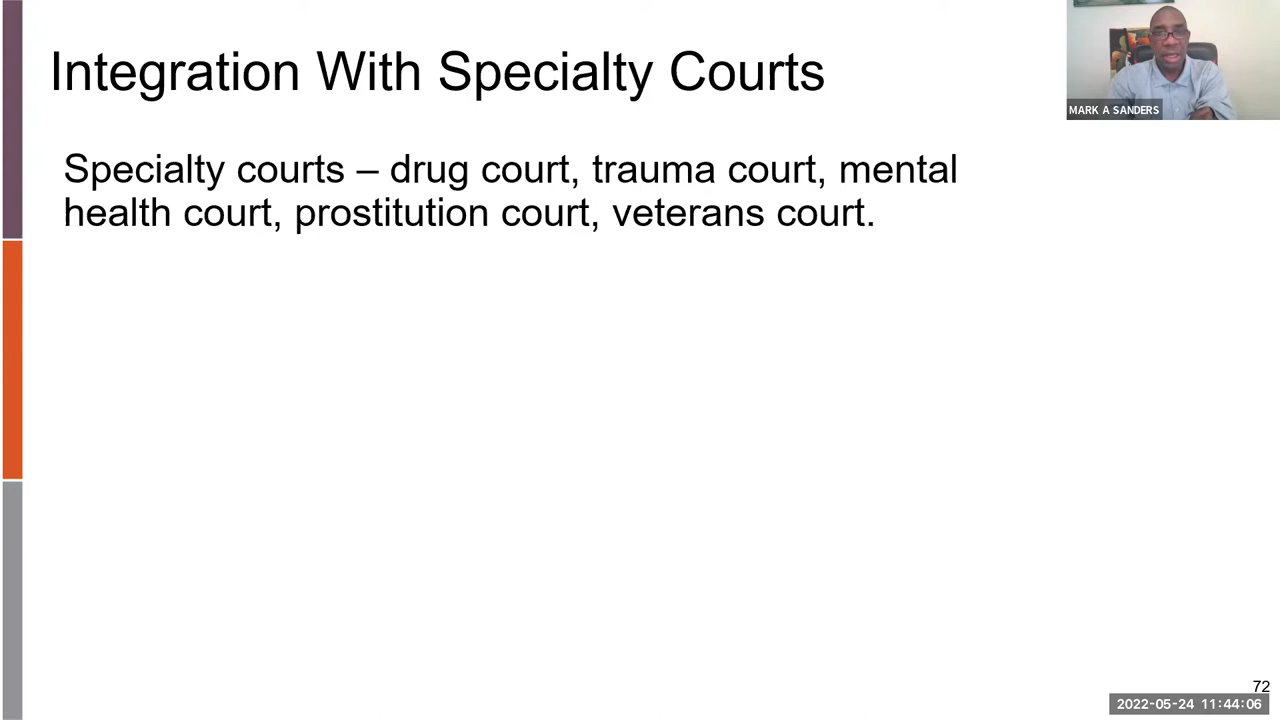 Integration With Specialty Courts
MARK A SANDERS
Specialty courts – drug court, trauma court, mental
health court, prostitution court, veterans court.
72
2022-05-24 11:44:06